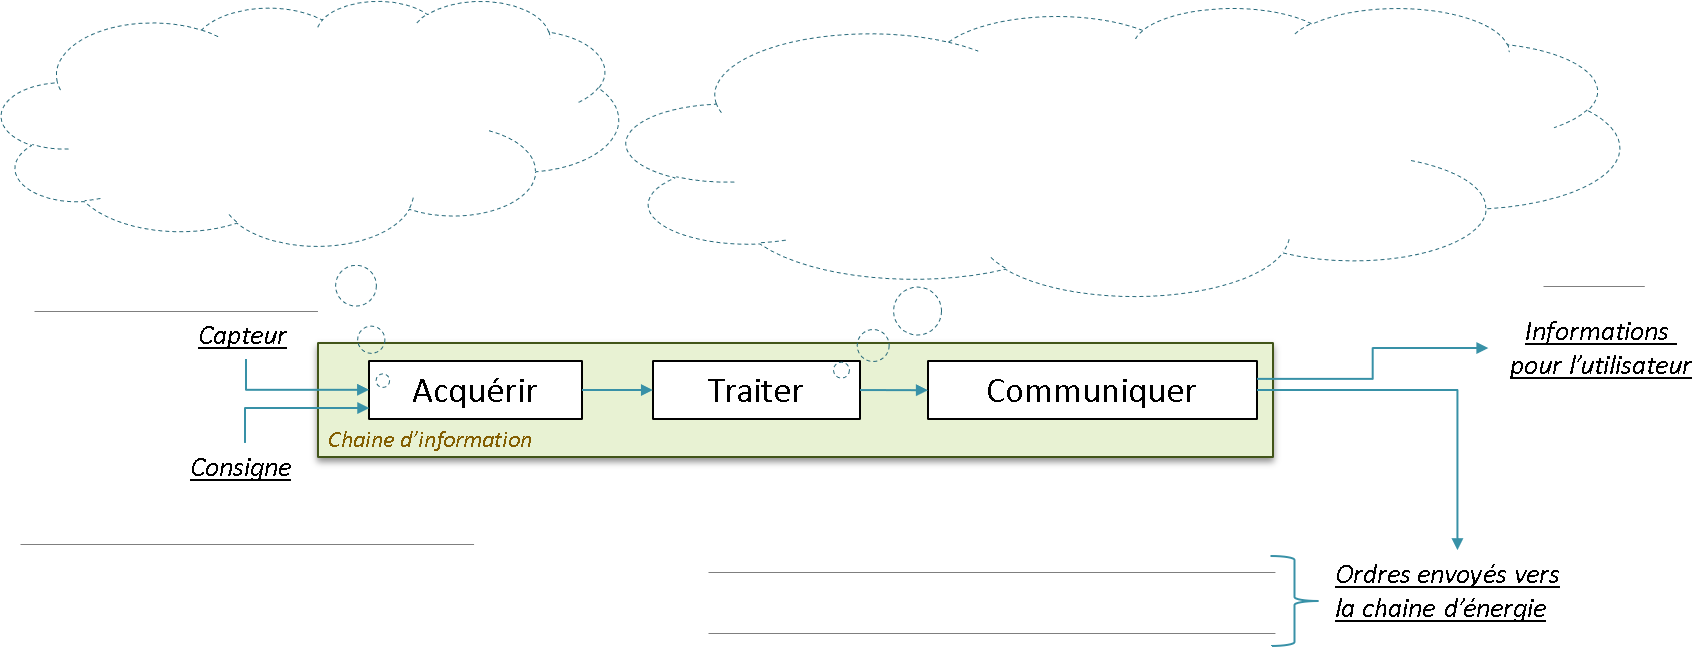 Capteur
Informations
pour l'utilisateur
Acquérir
Traiter
Communiquer
Chaine d'information
Consigne
Ordres envoyés vers
la chaine d'énergie